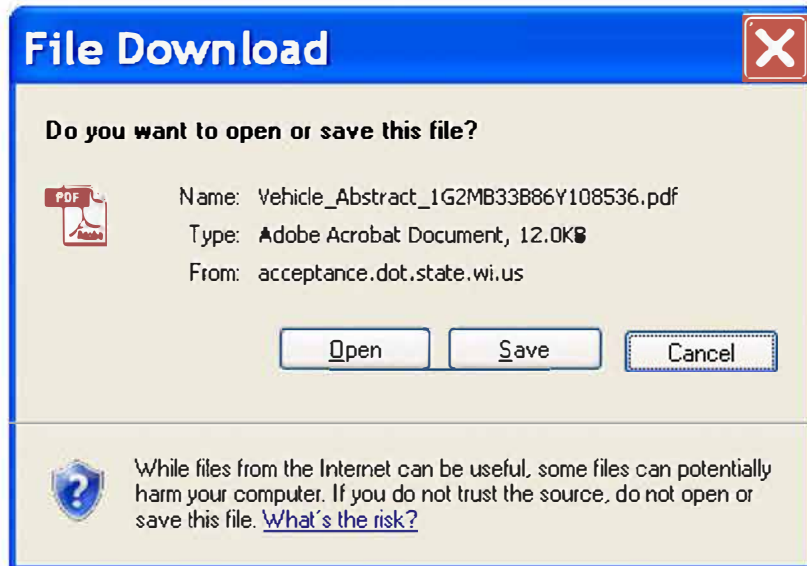 File Download
Do you want to open or save this file?
PDF
Name: Vehicle_Abstract_1G2MB33B86Y108536.pdf
Type: Adobe Acrobat Document, 12.0KB
From: acceptance.dot.state.wi.us
Open Save Cancel
While files from the Internet can be useful, some files can potentially
harm your computer. If you do not trust the source, do not open or
save this file. What's the risk?